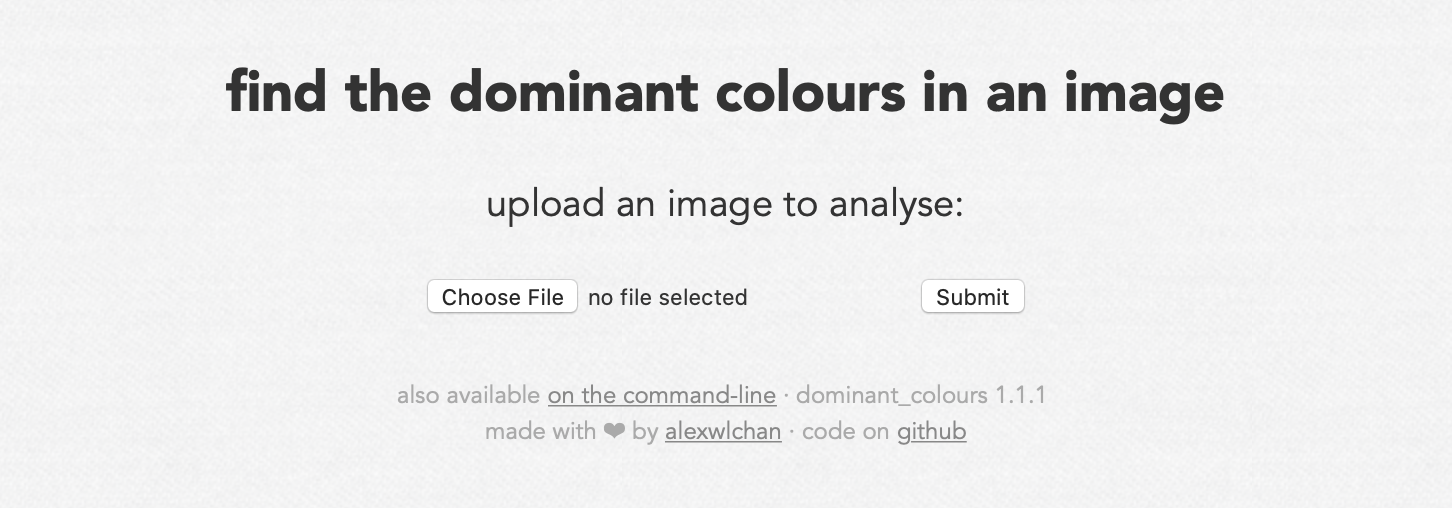 find the dominant colours in an image
upload an image to analyse:
Choose File no file selected Submit
also available on the command-line · dominant_colours 1.1.1
made with ❤ by alexwlchan · code on github